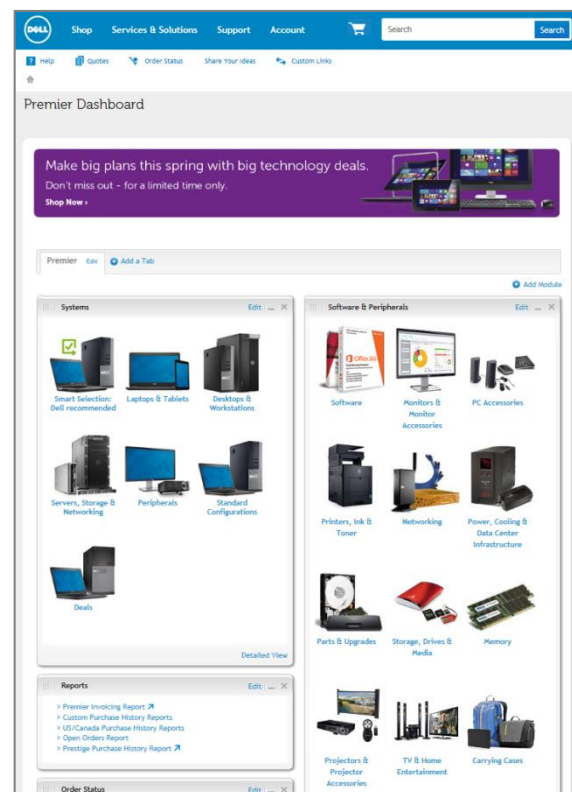 DELL
Shop Services & Solutions Support Account
Search
Search
? Help Quotes Order Status Share Your Ideas Custom Links
Premier Dashboard
Make big plans this spring with big technology deals.
Don't miss out - for a limited time only.
Shop Now ›
Premier Edit Add a Tab
Add Module
Systems Edit
Smart Selection:
Dell recommended
Laptops & Tablets
Desktops &
Workstations
Servers, Storage &
Networking
Peripherals
Standard
Configurations
Deals
Detailed View
Reports Edit
> Premier Invoicing Report
> Custom Purchase History Reports
> US/Canada Purchase History Reports
> Open Orders Report
> Prestige Purchase History Report
Order Status Edit
Software & Peripherals Edit
Office 365
Software
Monitors &
Monitor
Accessories
PC Accessories
Printers, Ink &
Toner
Networking
Power, Cooling &
Data Center
Infrastructure
Parts & Upgrades
Storage, Drives &
Media
Memory
Projectors &
Projector
Accessories
TV & Home
Entertainment
Carrying Cases